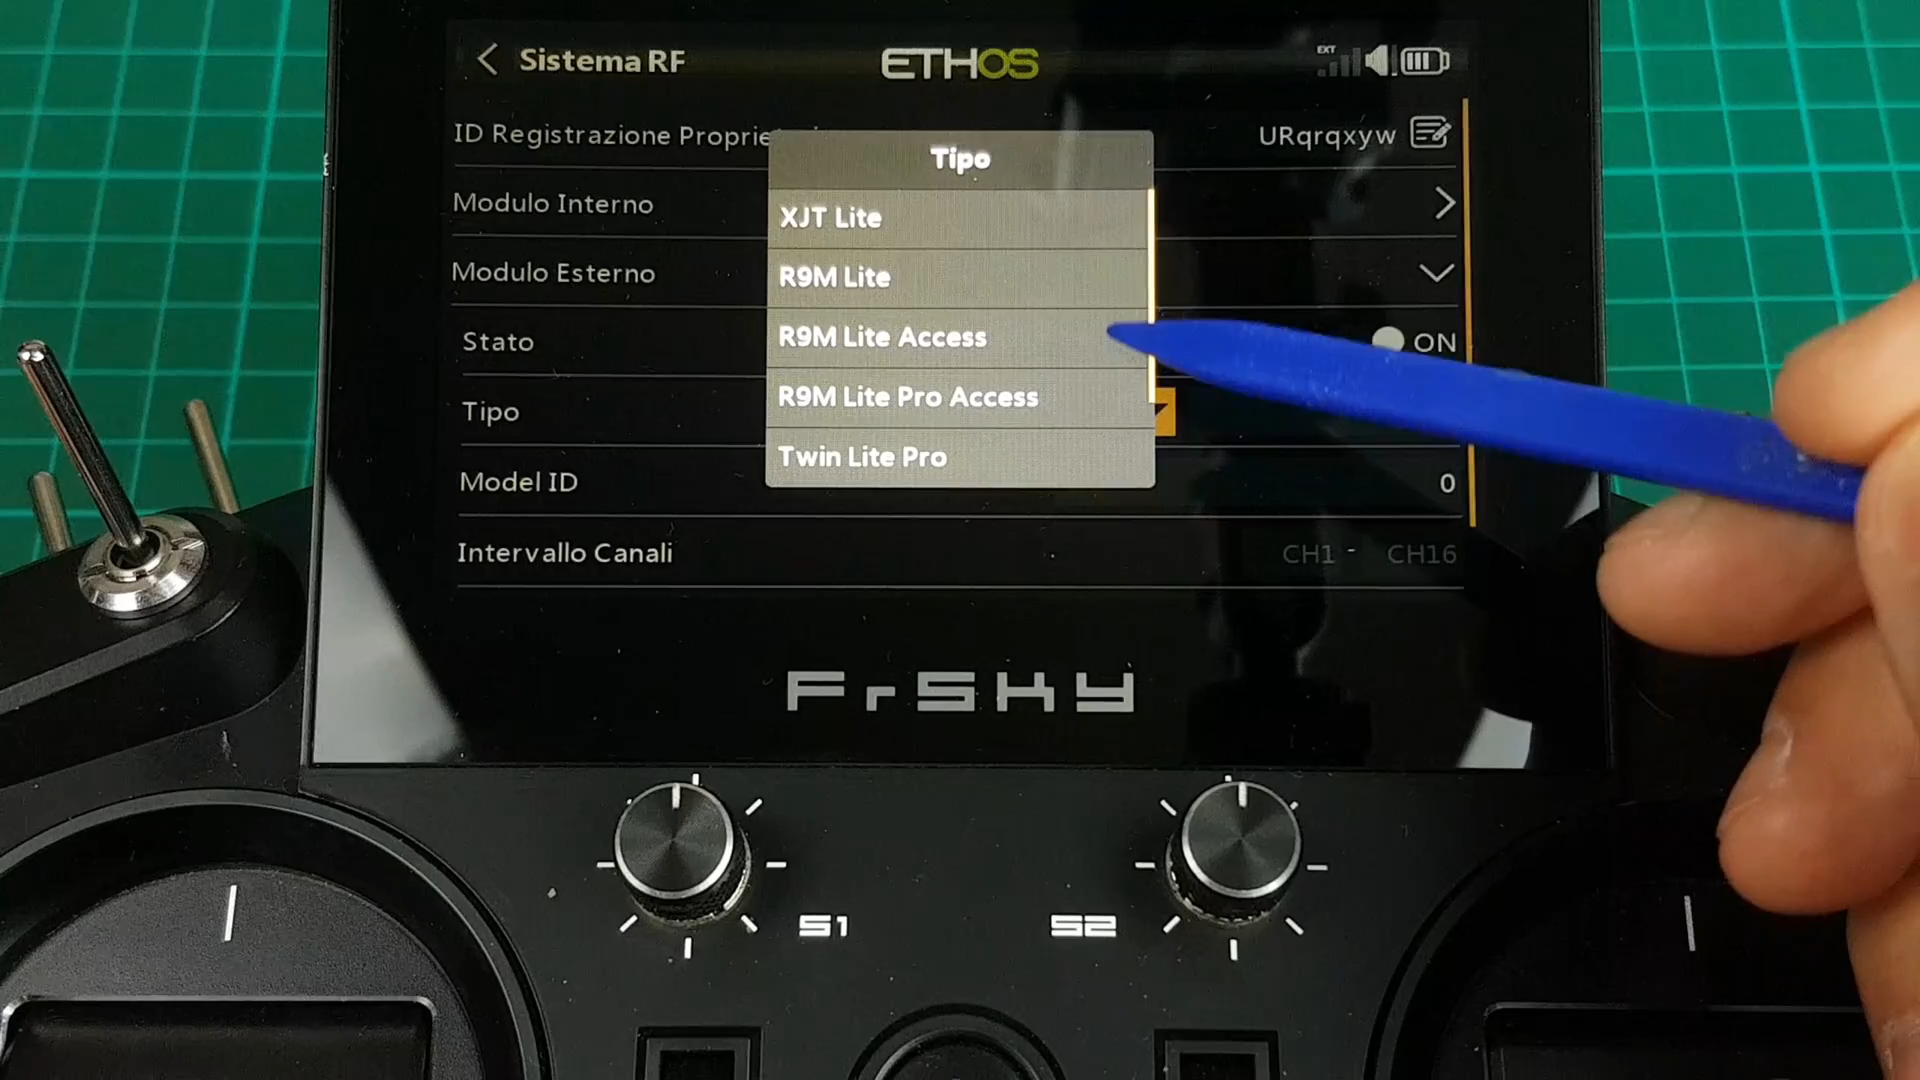 Sistema RF
ETHOS
EXT
ID Registrazione Proprie
URqrqxyw
Tipo
XJT Lite
R9M Lite
R9M Lite Access
R9M Lite Pro Access
Twin Lite Pro
Modulo Interno
Modulo Esterno
Stato
ON
Tipo
Model ID
0
Intervallo Canali
CH1 - CH16
FrSKY
S1
S2